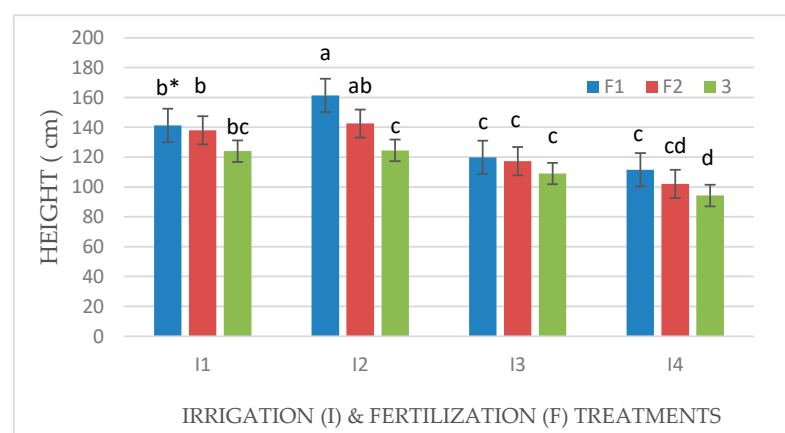 200
180
160
140
120
100
80
60
40
20
0
HEIGHT ( cm)
b* b bc
a ab c
c c c
c cd d
F1 F2 3
I1 I2 I3 I4
IRRIGATION (I) & FERTILIZATION (F) TREATMENTS